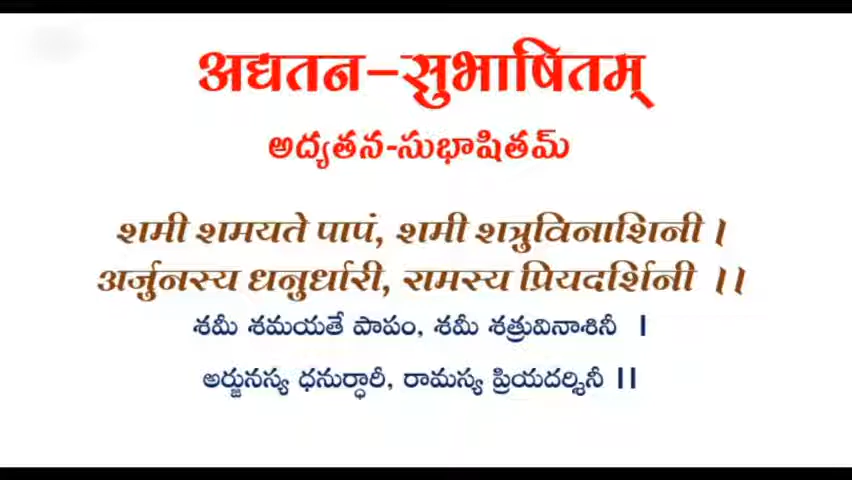 अद्यतन-सुभाषितम्
అద్యతన-సుభాషితమ్
शमी शमयते पापं, शमी शत्रुविनाशिनी।
अर्जुनस्य धनुर्धारी, रामस्य प्रियदर्शिनी ।।
శమీ శమయతే పాపం, శమీ శత్రువినాశినీ ।
అర్జునస్య ధనుర్ధారీ, రామస్య ప్రియదర్శినీ ।।